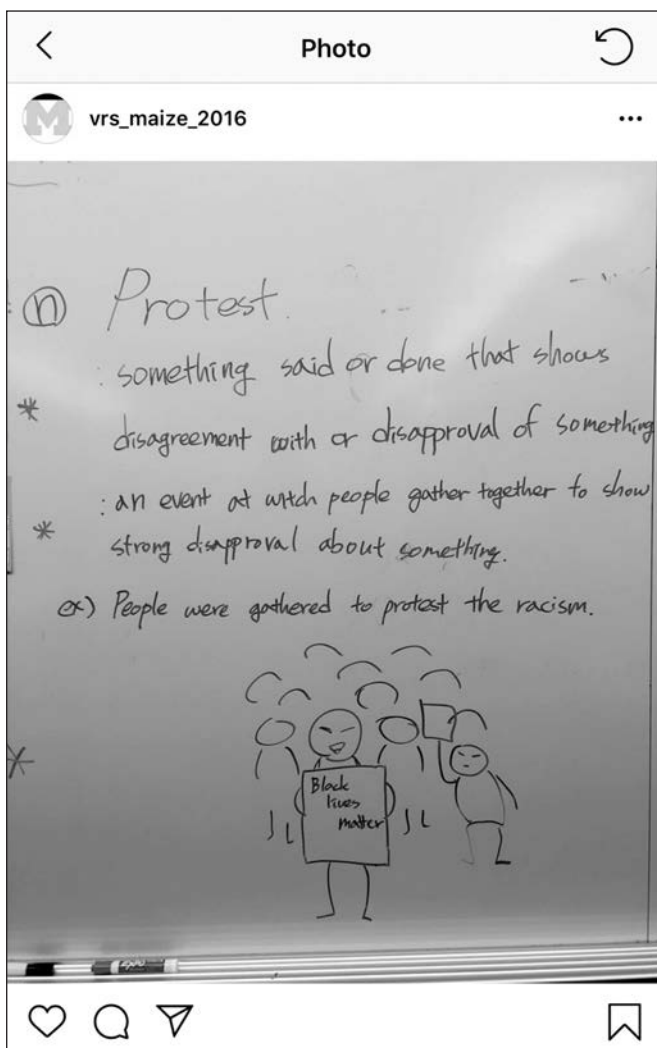 Photo
M
vrs_maize_2016
n Protest.
: something said or done that shows
* disagreement with or disapproval of something
: an event at witch people gather together to show
* strong disapproval about something.
ex) People were gathered to protest the racism.
*
Black
lives
matter
EXPO